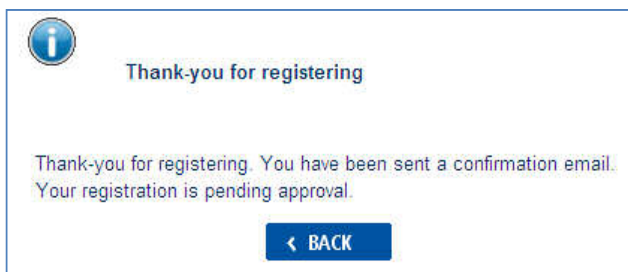 Thank-you for registering
Thank-you for registering. You have been sent a confirmation email.
Your registration is pending approval.
BACK